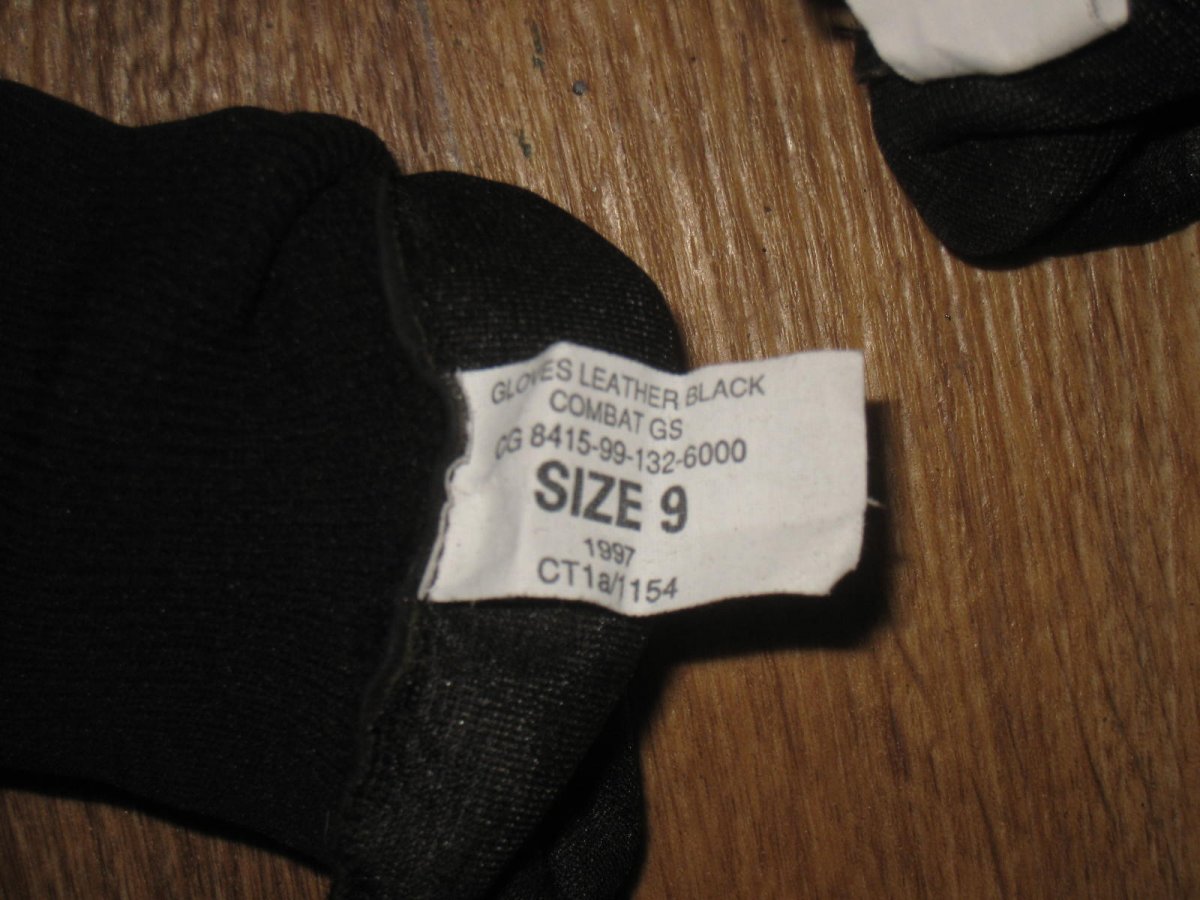 GLOVES LEATHER BLACK
COMBAT GS
CG 8415-99-132-6000
SIZE 9
1997
CT1a/1154